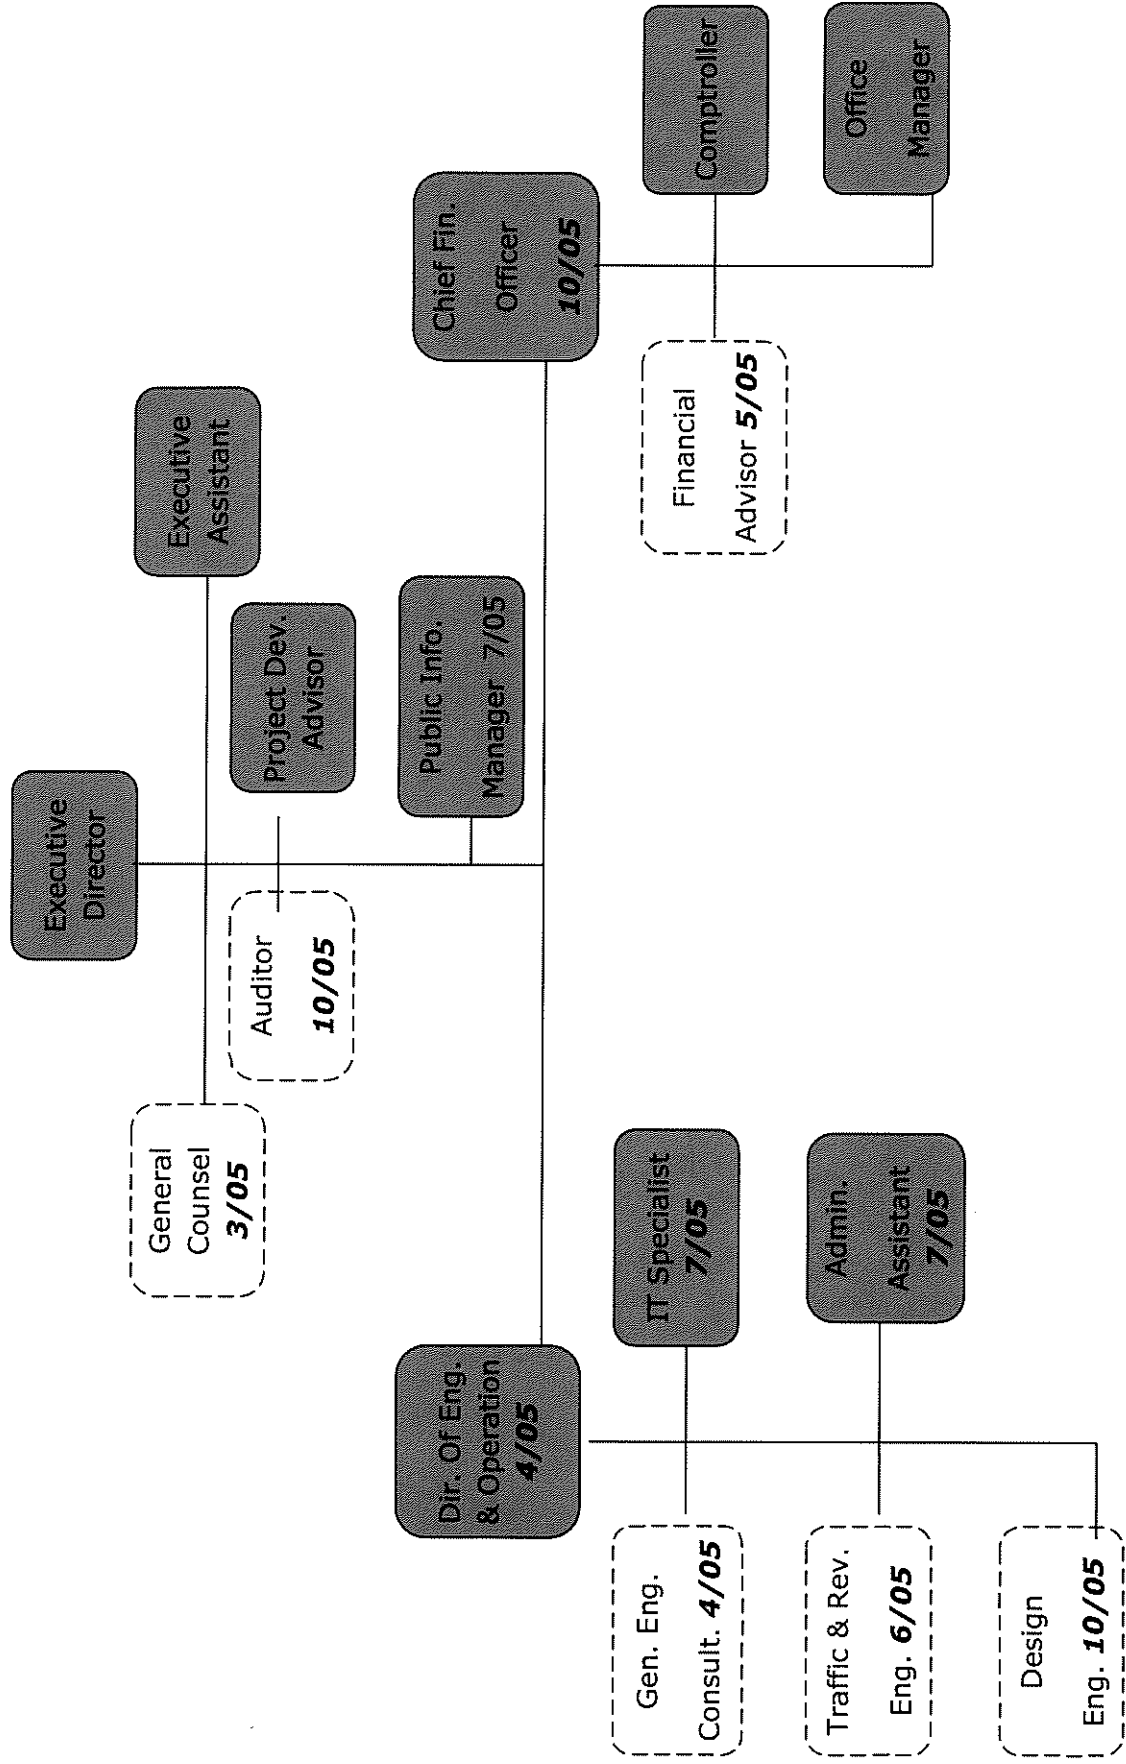 Executive
Director
General
Counsel
3/05
Executive
Assistant
Auditor
10/05
Project Dev.
Advisor
Public Info.
Manager 7/05
Dir. Of Eng.
& Operation
4/05
Chief Fin.
Officer
10/05
Gen. Eng.
Consult. 4/05
IT Specialist
7/05
Traffic & Rev.
Eng. 6/05
Admin.
Assistant
7/05
Design
Eng. 10/05
Financial
Advisor 5/05
Comptroller
Office
Manager